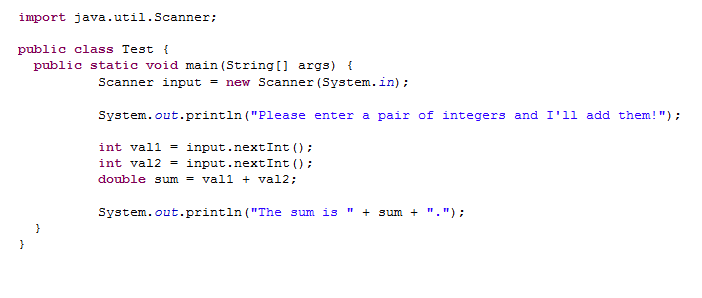 import java.util.Scanner;
public class Test {
public static void main(String[] args) {
Scanner input = new Scanner(System.in);
System.out.println("Please enter a pair of integers and I'll add them!");
int val1 = input.nextInt();
int val2 = input.nextInt();
double sum = val1 + val2;
System.out.println("The sum is " + sum + ".");
}
}